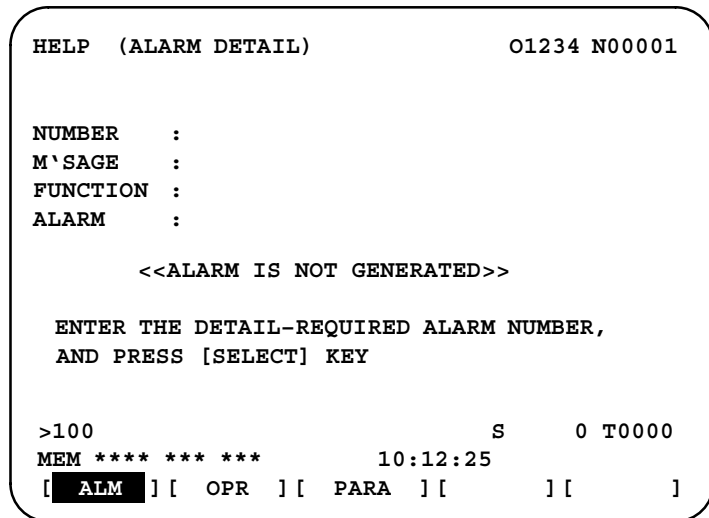 HELP (ALARM DETAIL) O1234 N00001
NUMBER :
M‘SAGE :
FUNCTION :
ALARM :
<<ALARM IS NOT GENERATED>>
ENTER THE DETAIL–REQUIRED ALARM NUMBER,
AND PRESS [SELECT] KEY
>100 S 0 T0000
MEM **** *** *** 10:12:25
[ ALM ] [ OPR ] [ PARA ] [ ] [ ]